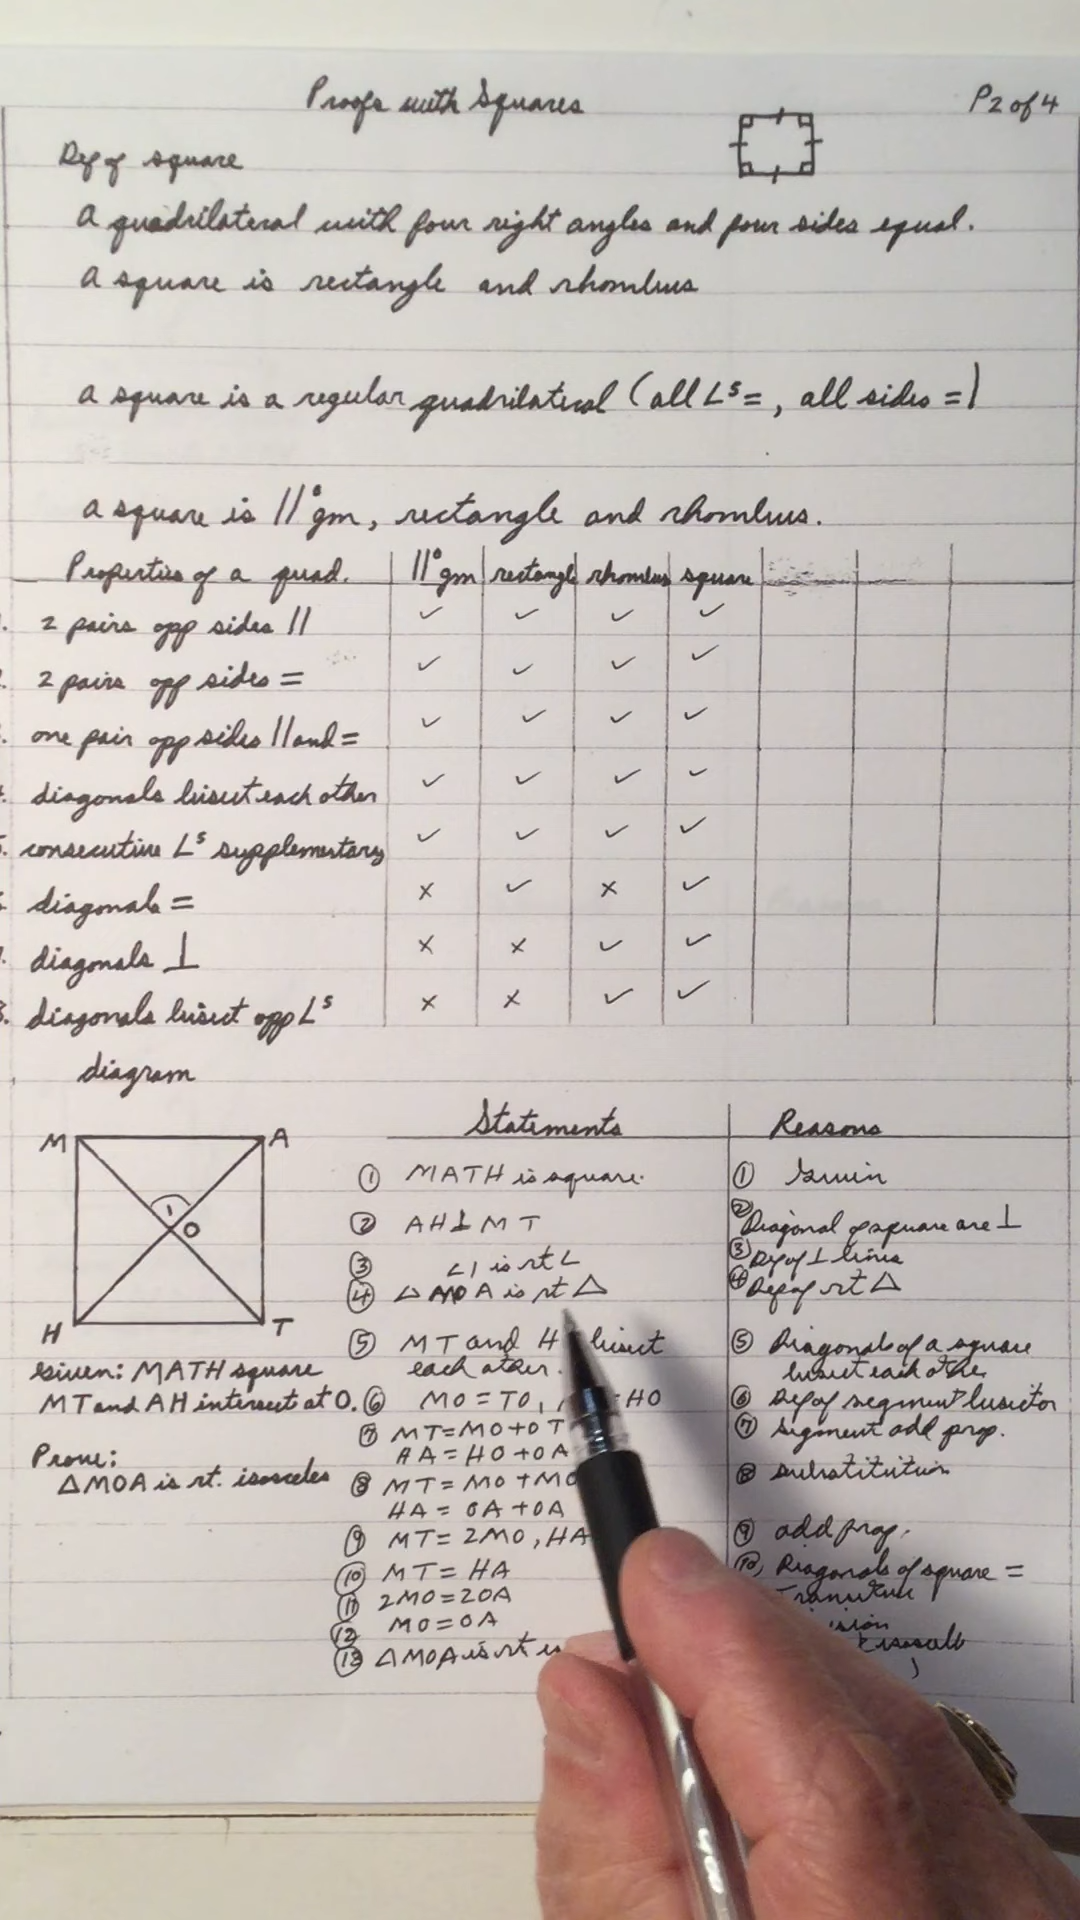 Proofs with Squares
P2 of 4
Def of square
A quadrilateral with four right angles and four sides equal.
A square is rectangle and rhombus
A square is a regular quadrilateral (all ∠s =, all sides =)
A square is ||ogm, rectangle and rhombus.
Properties of a quad. ||ogm rectangle rhombus square
2 pairs opp sides || ✓ ✓ ✓ ✓
2 pairs opp sides = ✓ ✓ ✓ ✓
one pair opp sides || and = ✓ ✓ ✓ ✓
diagonals bisect each other ✓ ✓ ✓ ✓
consecutive ∠s supplementary ✓ ✓ ✓ ✓
diagonals = x ✓ x ✓
diagonals ⊥ x x ✓ ✓
diagonals bisect opp ∠s x x ✓ ✓
diagram
M A
1
O
H T
Given: MATH square
MT and AH intersect at O.
Prove:
△MOA is rt. isosceles
Statements
① MATH is square.
② AH ⊥ MT
③ ∠1 is rt ∠
④ △MOA is rt △
⑤ MT and H bisect
each other.
⑥ MO = TO, = HO
⑦ MT = MO + OT
HA = HO + OA
⑧ MT = MO + MO
HA = OA + OA
⑨ MT = 2MO, HA
⑩ MT = HA
⑪ 2MO = 2OA
⑫ MO = OA
⑬ △MOA is rt is
Reasons
① Given
② Diagonal of square are ⊥
③ Def of ⊥ lines
④ Def of rt △
⑤ Diagonals of a square
bisect each other
⑥ Def of segment bisector
⑦ Segment add prop.
⑧ substitution
⑨ add prop.
⑩ Diagonals of square =